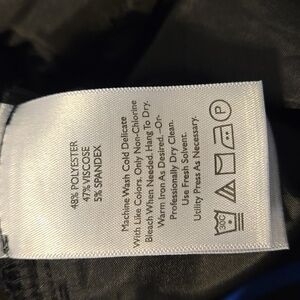 48% POLYESTER
47% VISCOSE
5% SPANDEX
Machine Wash Cold Delicate
With Like Colors. Only Non-Chlorine
Bleach When Needed. Hang To Dry.
Warm Iron As Desired. -Or-
Professionally Dry Clean.
Use Fresh Solvent.
Utility Press As Necessary.
30C
P